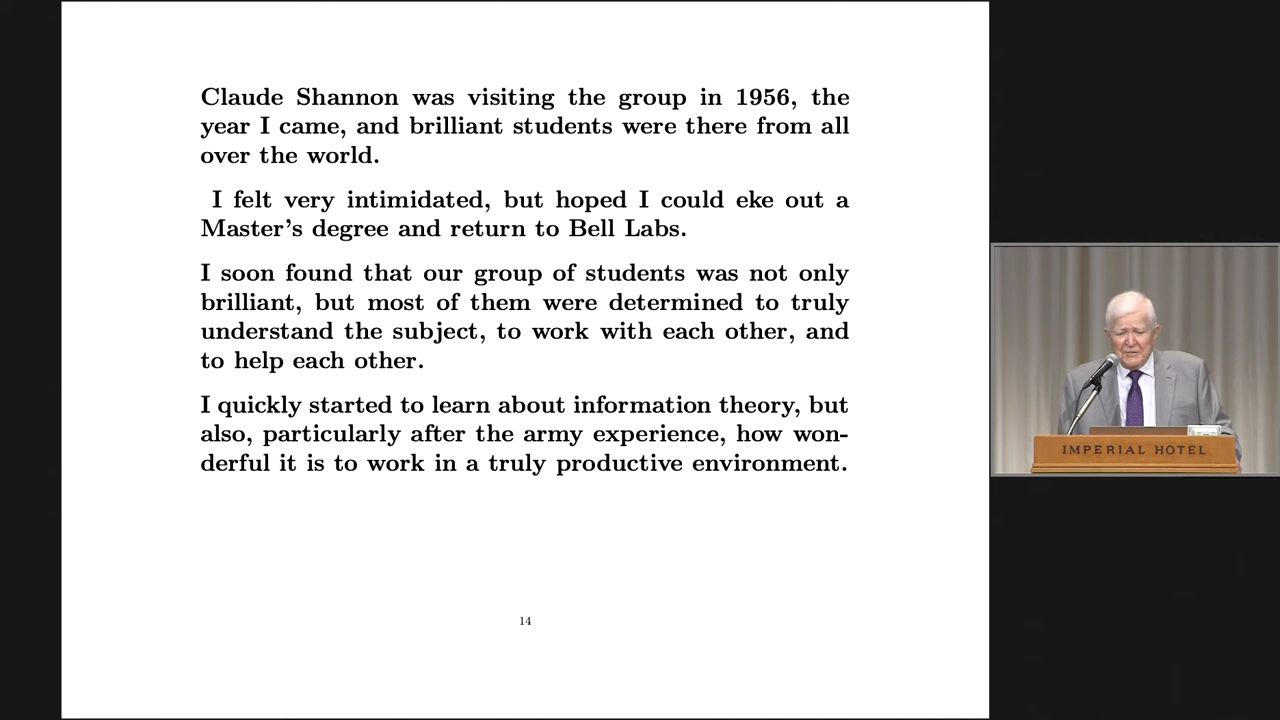 Claude Shannon was visiting the group in 1956, the
year I came, and brilliant students were there from all
over the world.
I felt very intimidated, but hoped I could eke out a
Master's degree and return to Bell Labs.
I soon found that our group of students was not only
brilliant, but most of them were determined to truly
understand the subject, to work with each other, and
to help each other.
I quickly started to learn about information theory, but
also, particularly after the army experience, how won-
derful it is to work in a truly productive environment.
14
IMPERIAL HOTEL